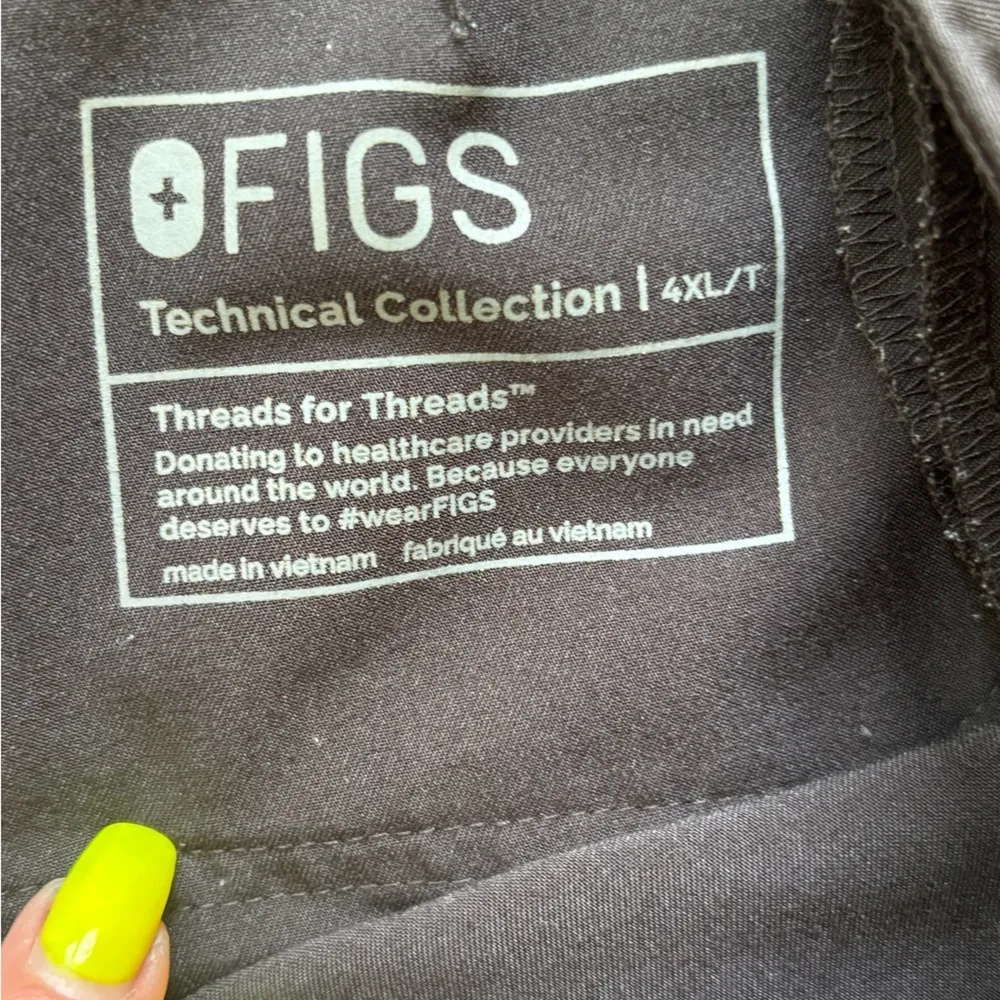 FIGS
Technical Collection | 4XL/T
Threads for Threads™
Donating to healthcare providers in need
around the world. Because everyone
deserves to #wearFIGS
made in vietnam fabriqué au vietnam